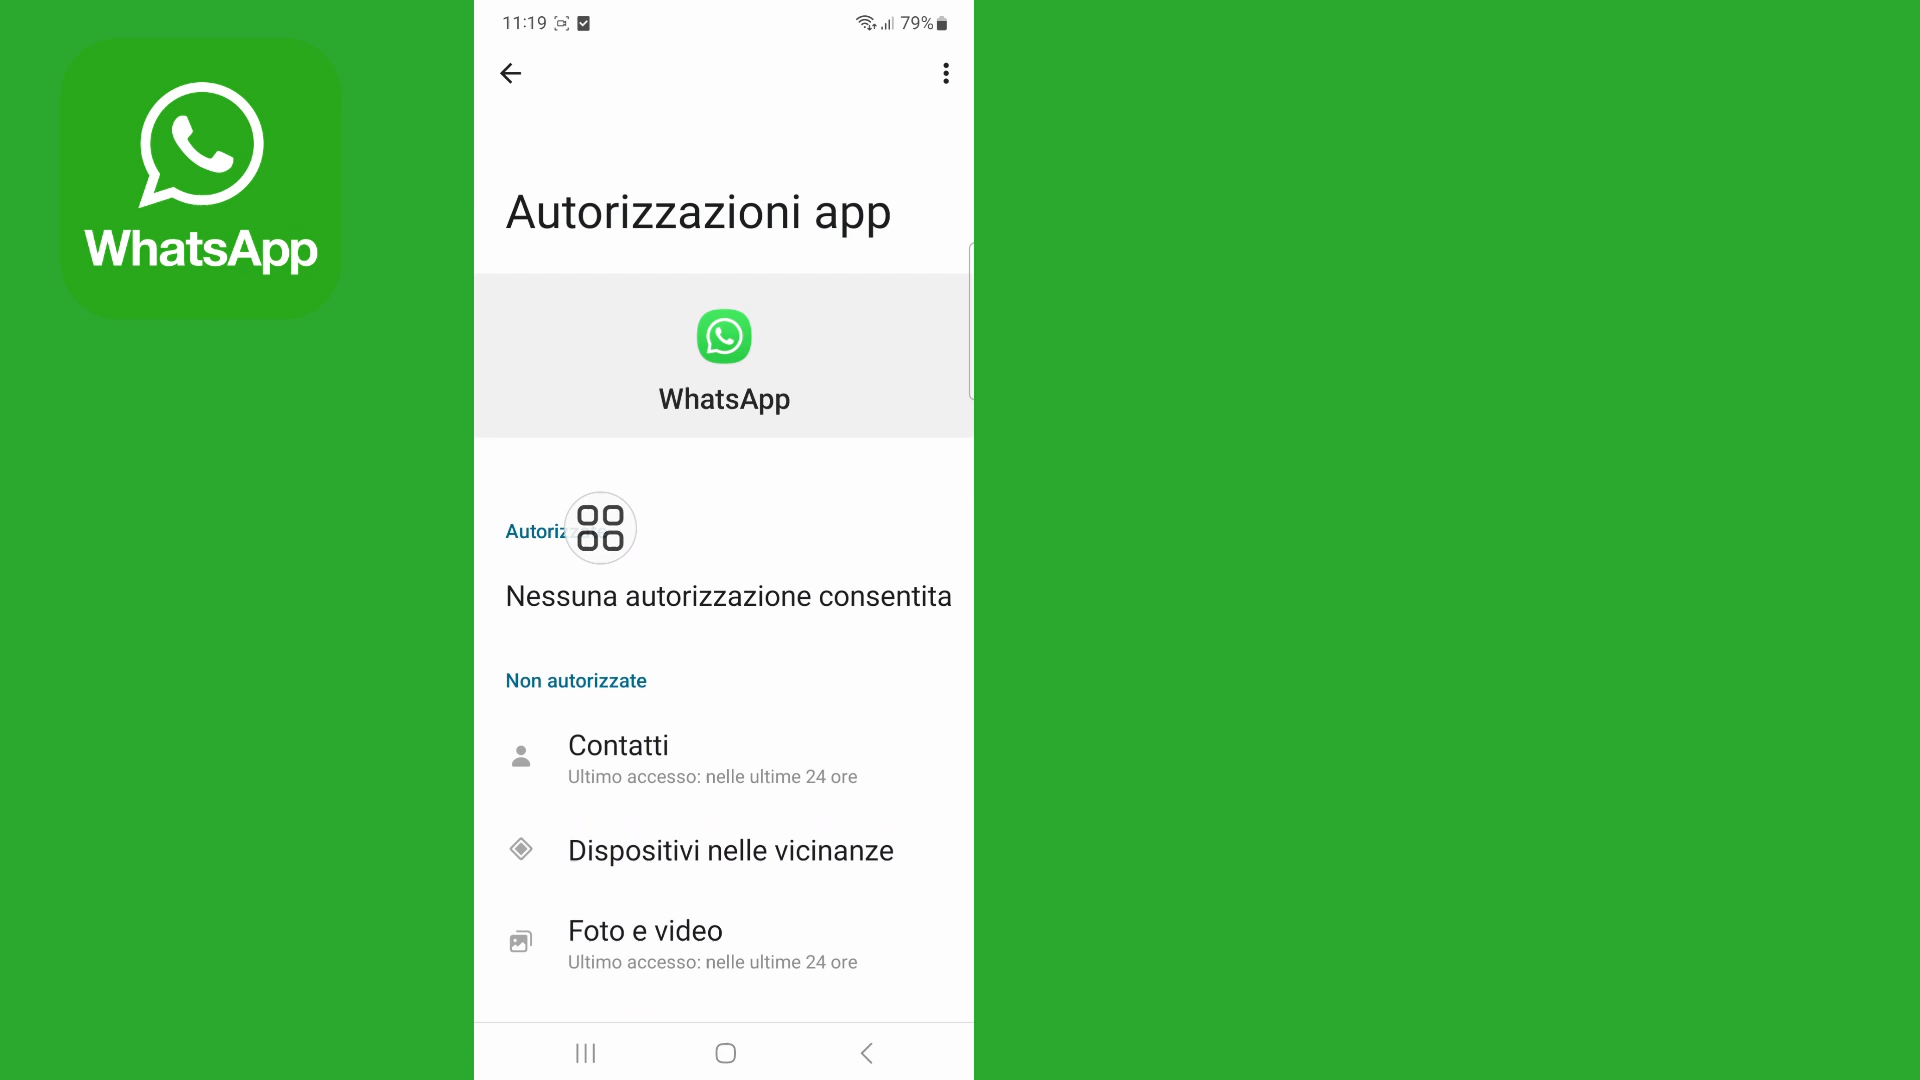 WhatsApp
11:19
79%
Autorizzazioni app
WhatsApp
Nessuna autorizzazione consentita
Non autorizzate
Contatti
Ultimo accesso: nelle ultime 24 ore
Dispositivi nelle vicinanze
Foto e video
Ultimo accesso: nelle ultime 24 ore